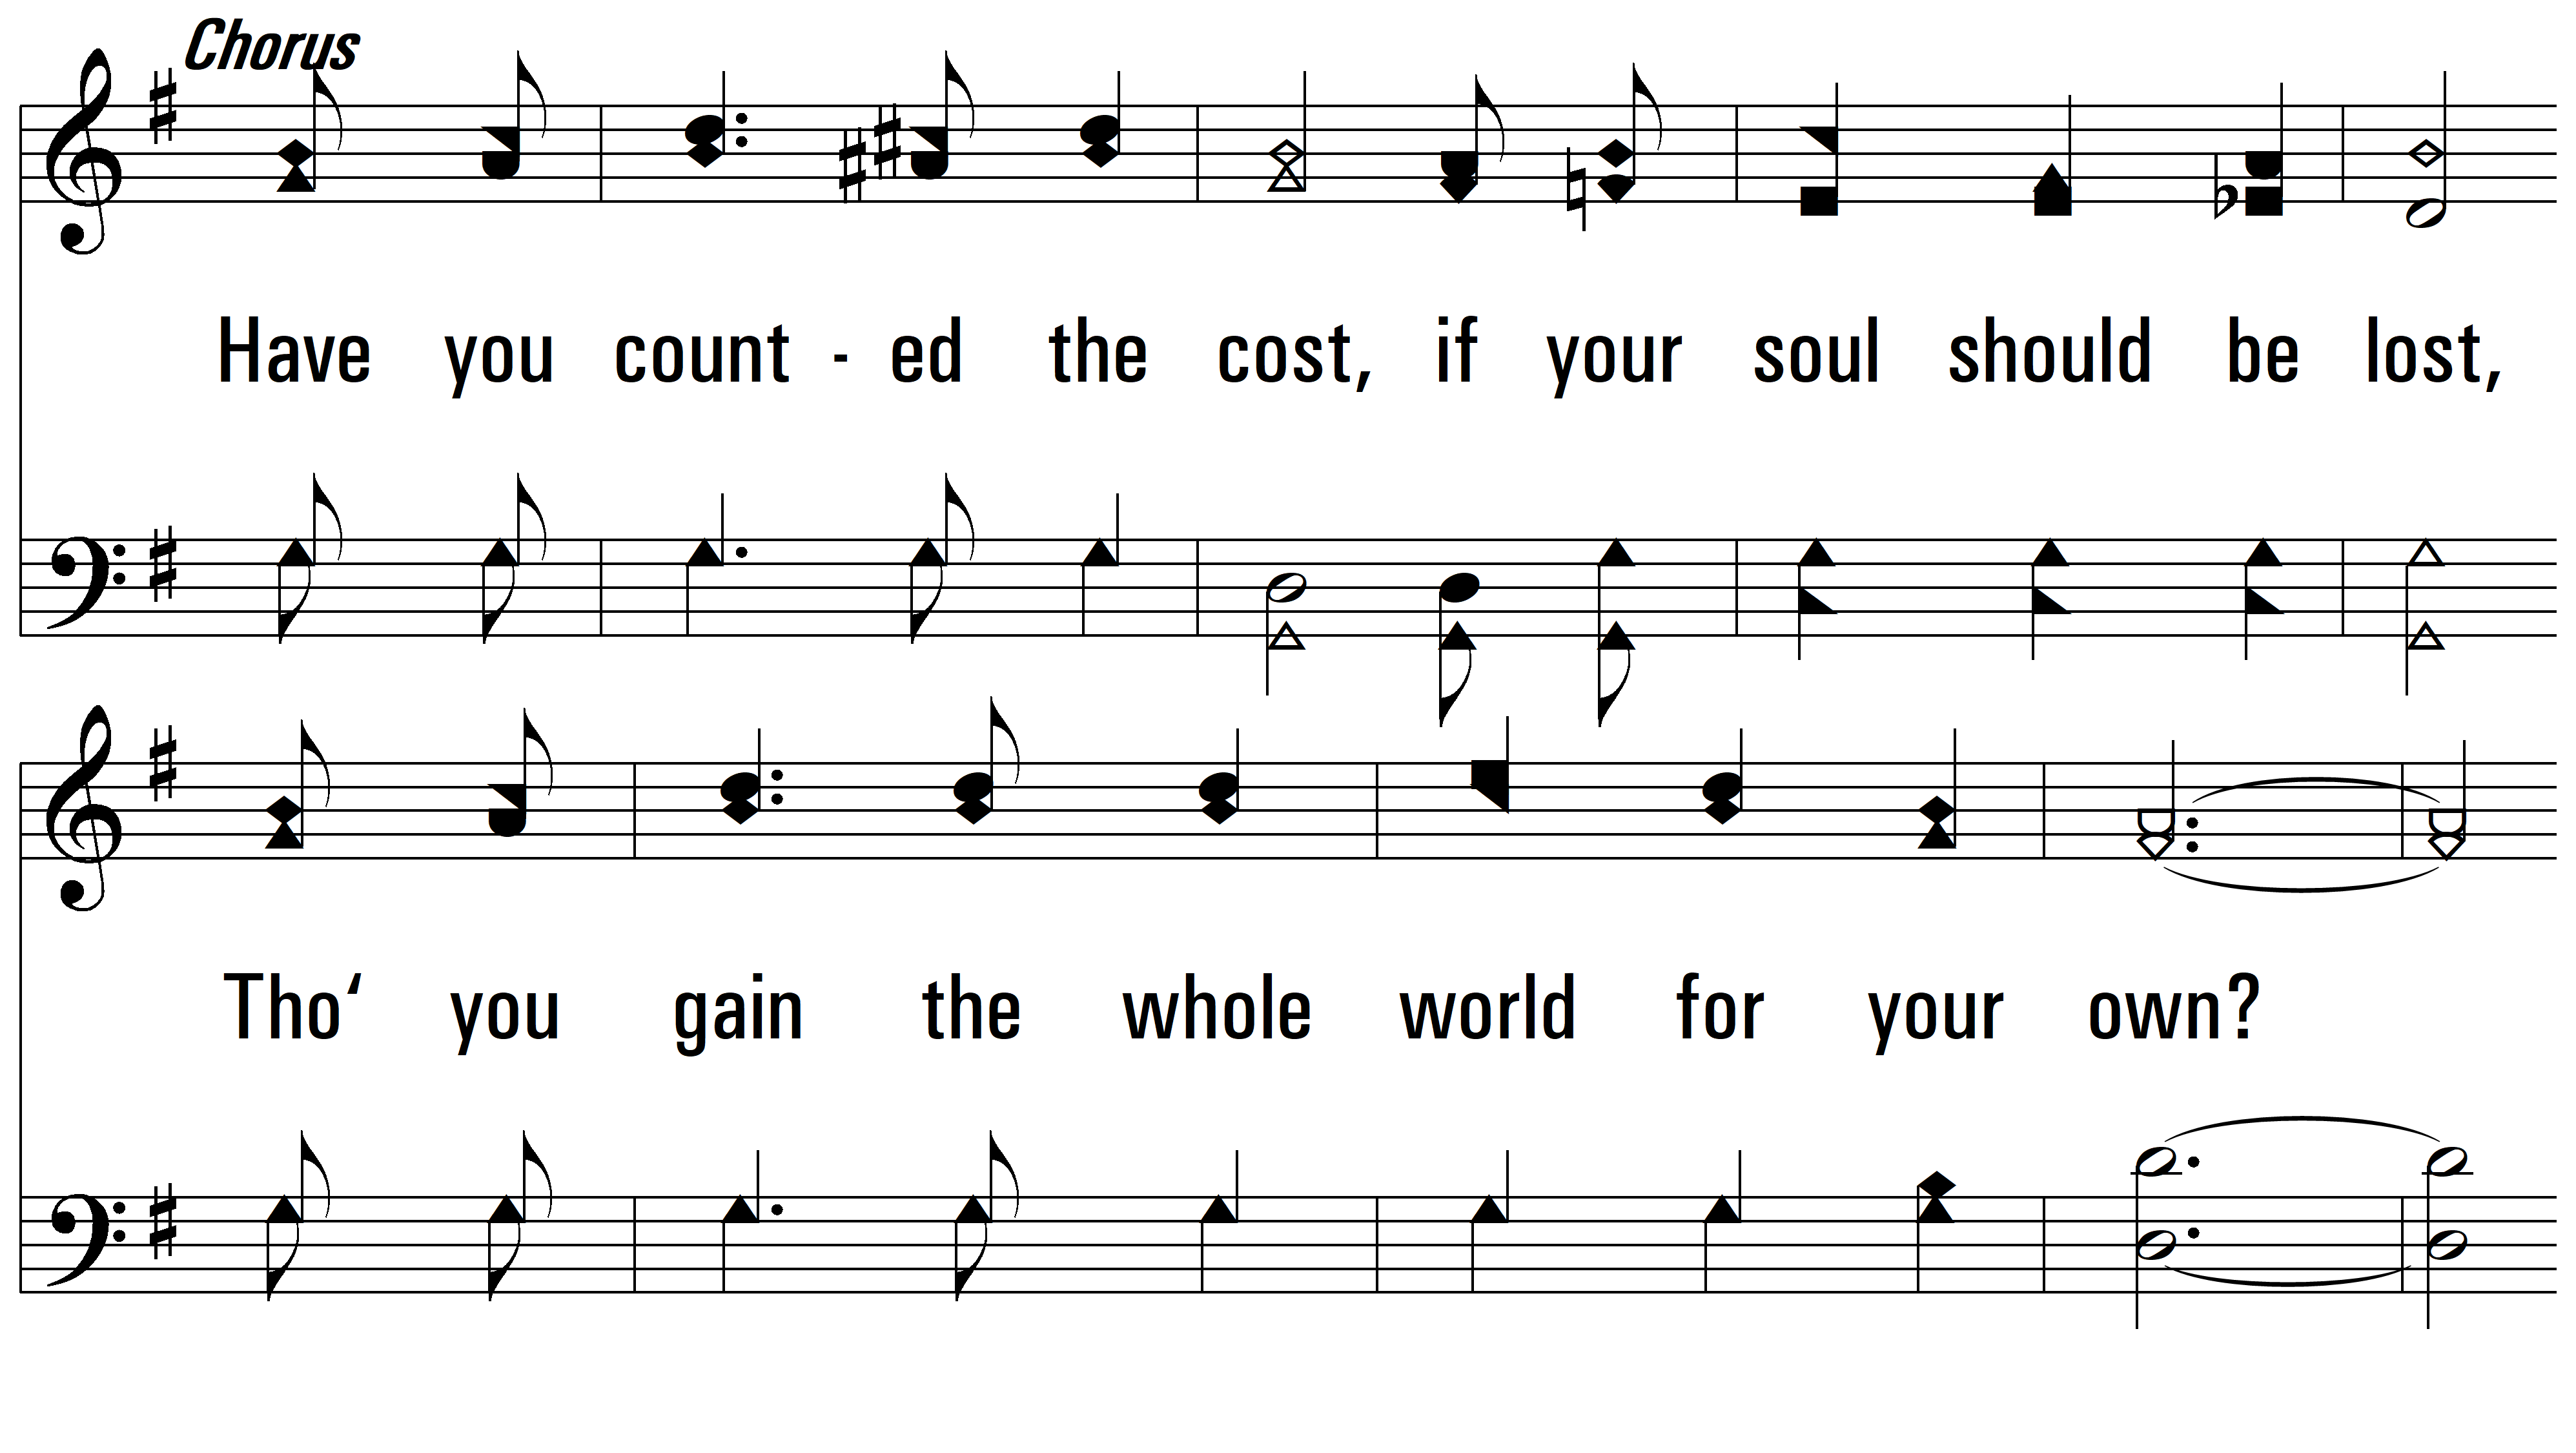 Chorus
Have you count - ed the cost, if your soul should be lost,
Tho‘ you gain the whole world for your own?